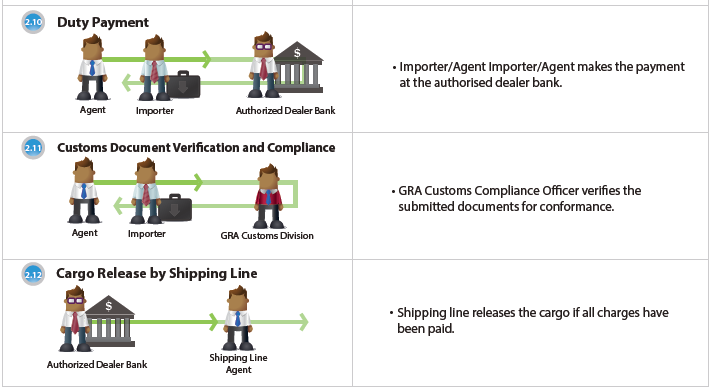 2.10 Duty Payment
$
Agent Importer Authorized Dealer Bank
• Importer/Agent Importer/Agent makes the payment
at the authorised dealer bank.
2.11 Customs Document Verification and Compliance
Agent Importer GRA Customs Division
• GRA Customs Compliance Officer verifies the
submitted documents for conformance.
2.12 Cargo Release by Shipping Line
$
Authorized Dealer Bank
Shipping Line
Agent
• Shipping line releases the cargo if all charges have
been paid.